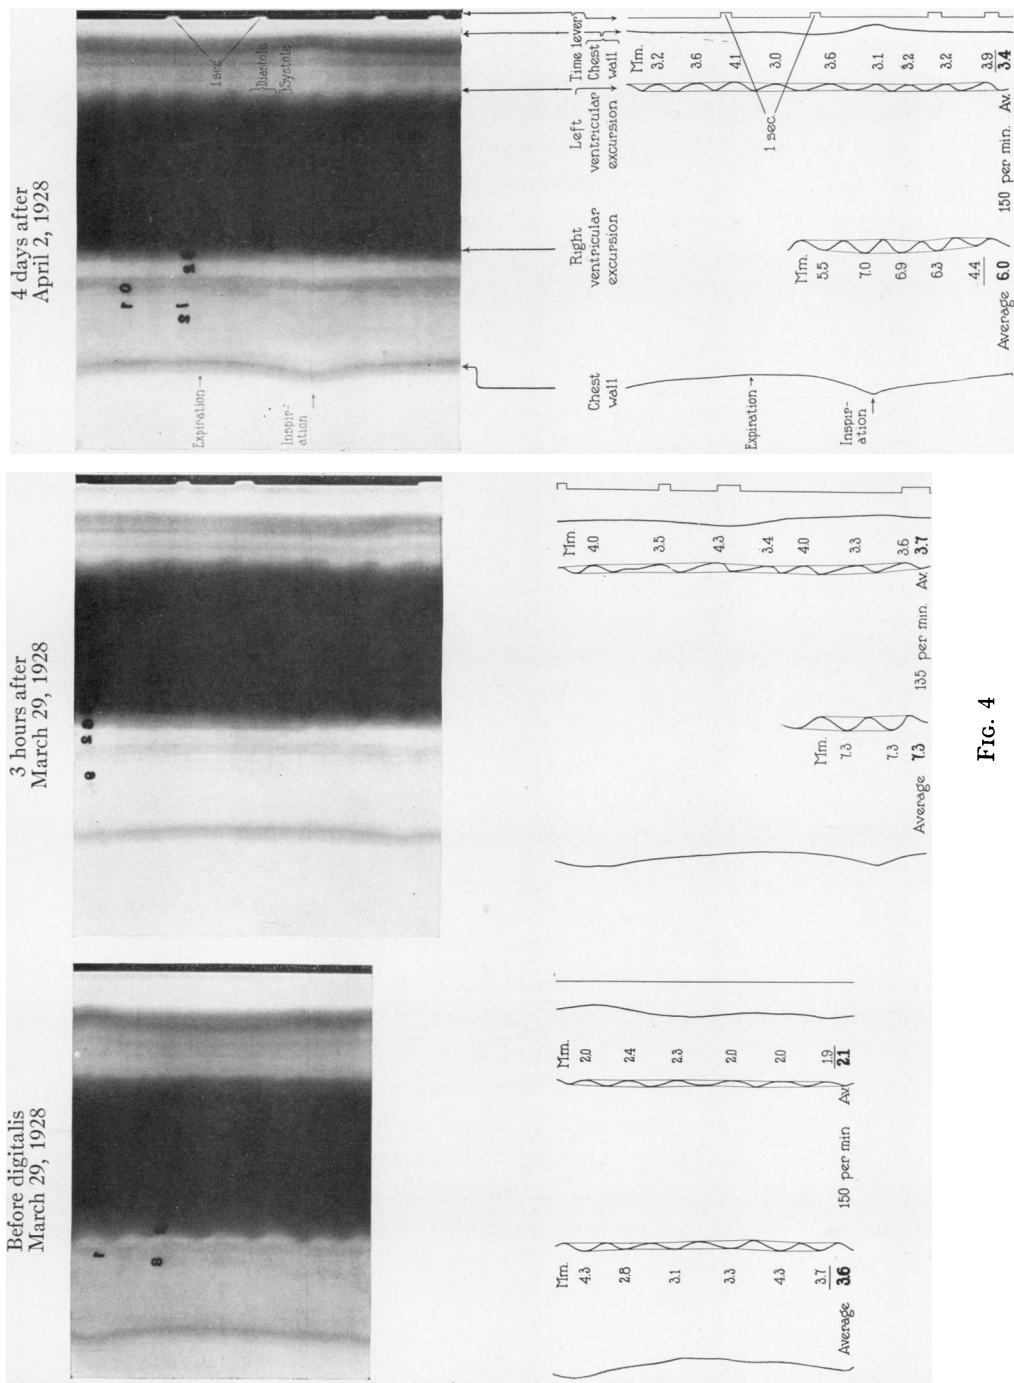 Before digitalis
March 29, 1928
3 hours after
March 29, 1928
4 days after
April 2, 1928
1 sec.
Diastole
Systole
Expiration
Inspir-
ation
Time lever
Chest
wall
Left
ventricular
excursion
Right
ventricular
excursion
Chest
wall
Mm.
2.0
2.4
2.3
2.0
2.0
1.9
Av. 2.1
150 per min
Mm.
4.3
2.8
3.1
3.3
4.3
3.7
Average 3.6
Mm.
4.0
3.5
4.3
3.4
4.0
3.3
3.6
Av. 3.7
135 per min.
Mm.
7.3
7.3
Average 7.3
Mm.
3.2
3.6
4.1
3.0
3.6
3.1
3.2
3.2
3.9
Av. 3.4
1 sec.
150 per min.
Mm.
5.5
7.0
6.9
6.3
4.4
Average 6.0
Expiration
Inspir-
ation
FIG. 4